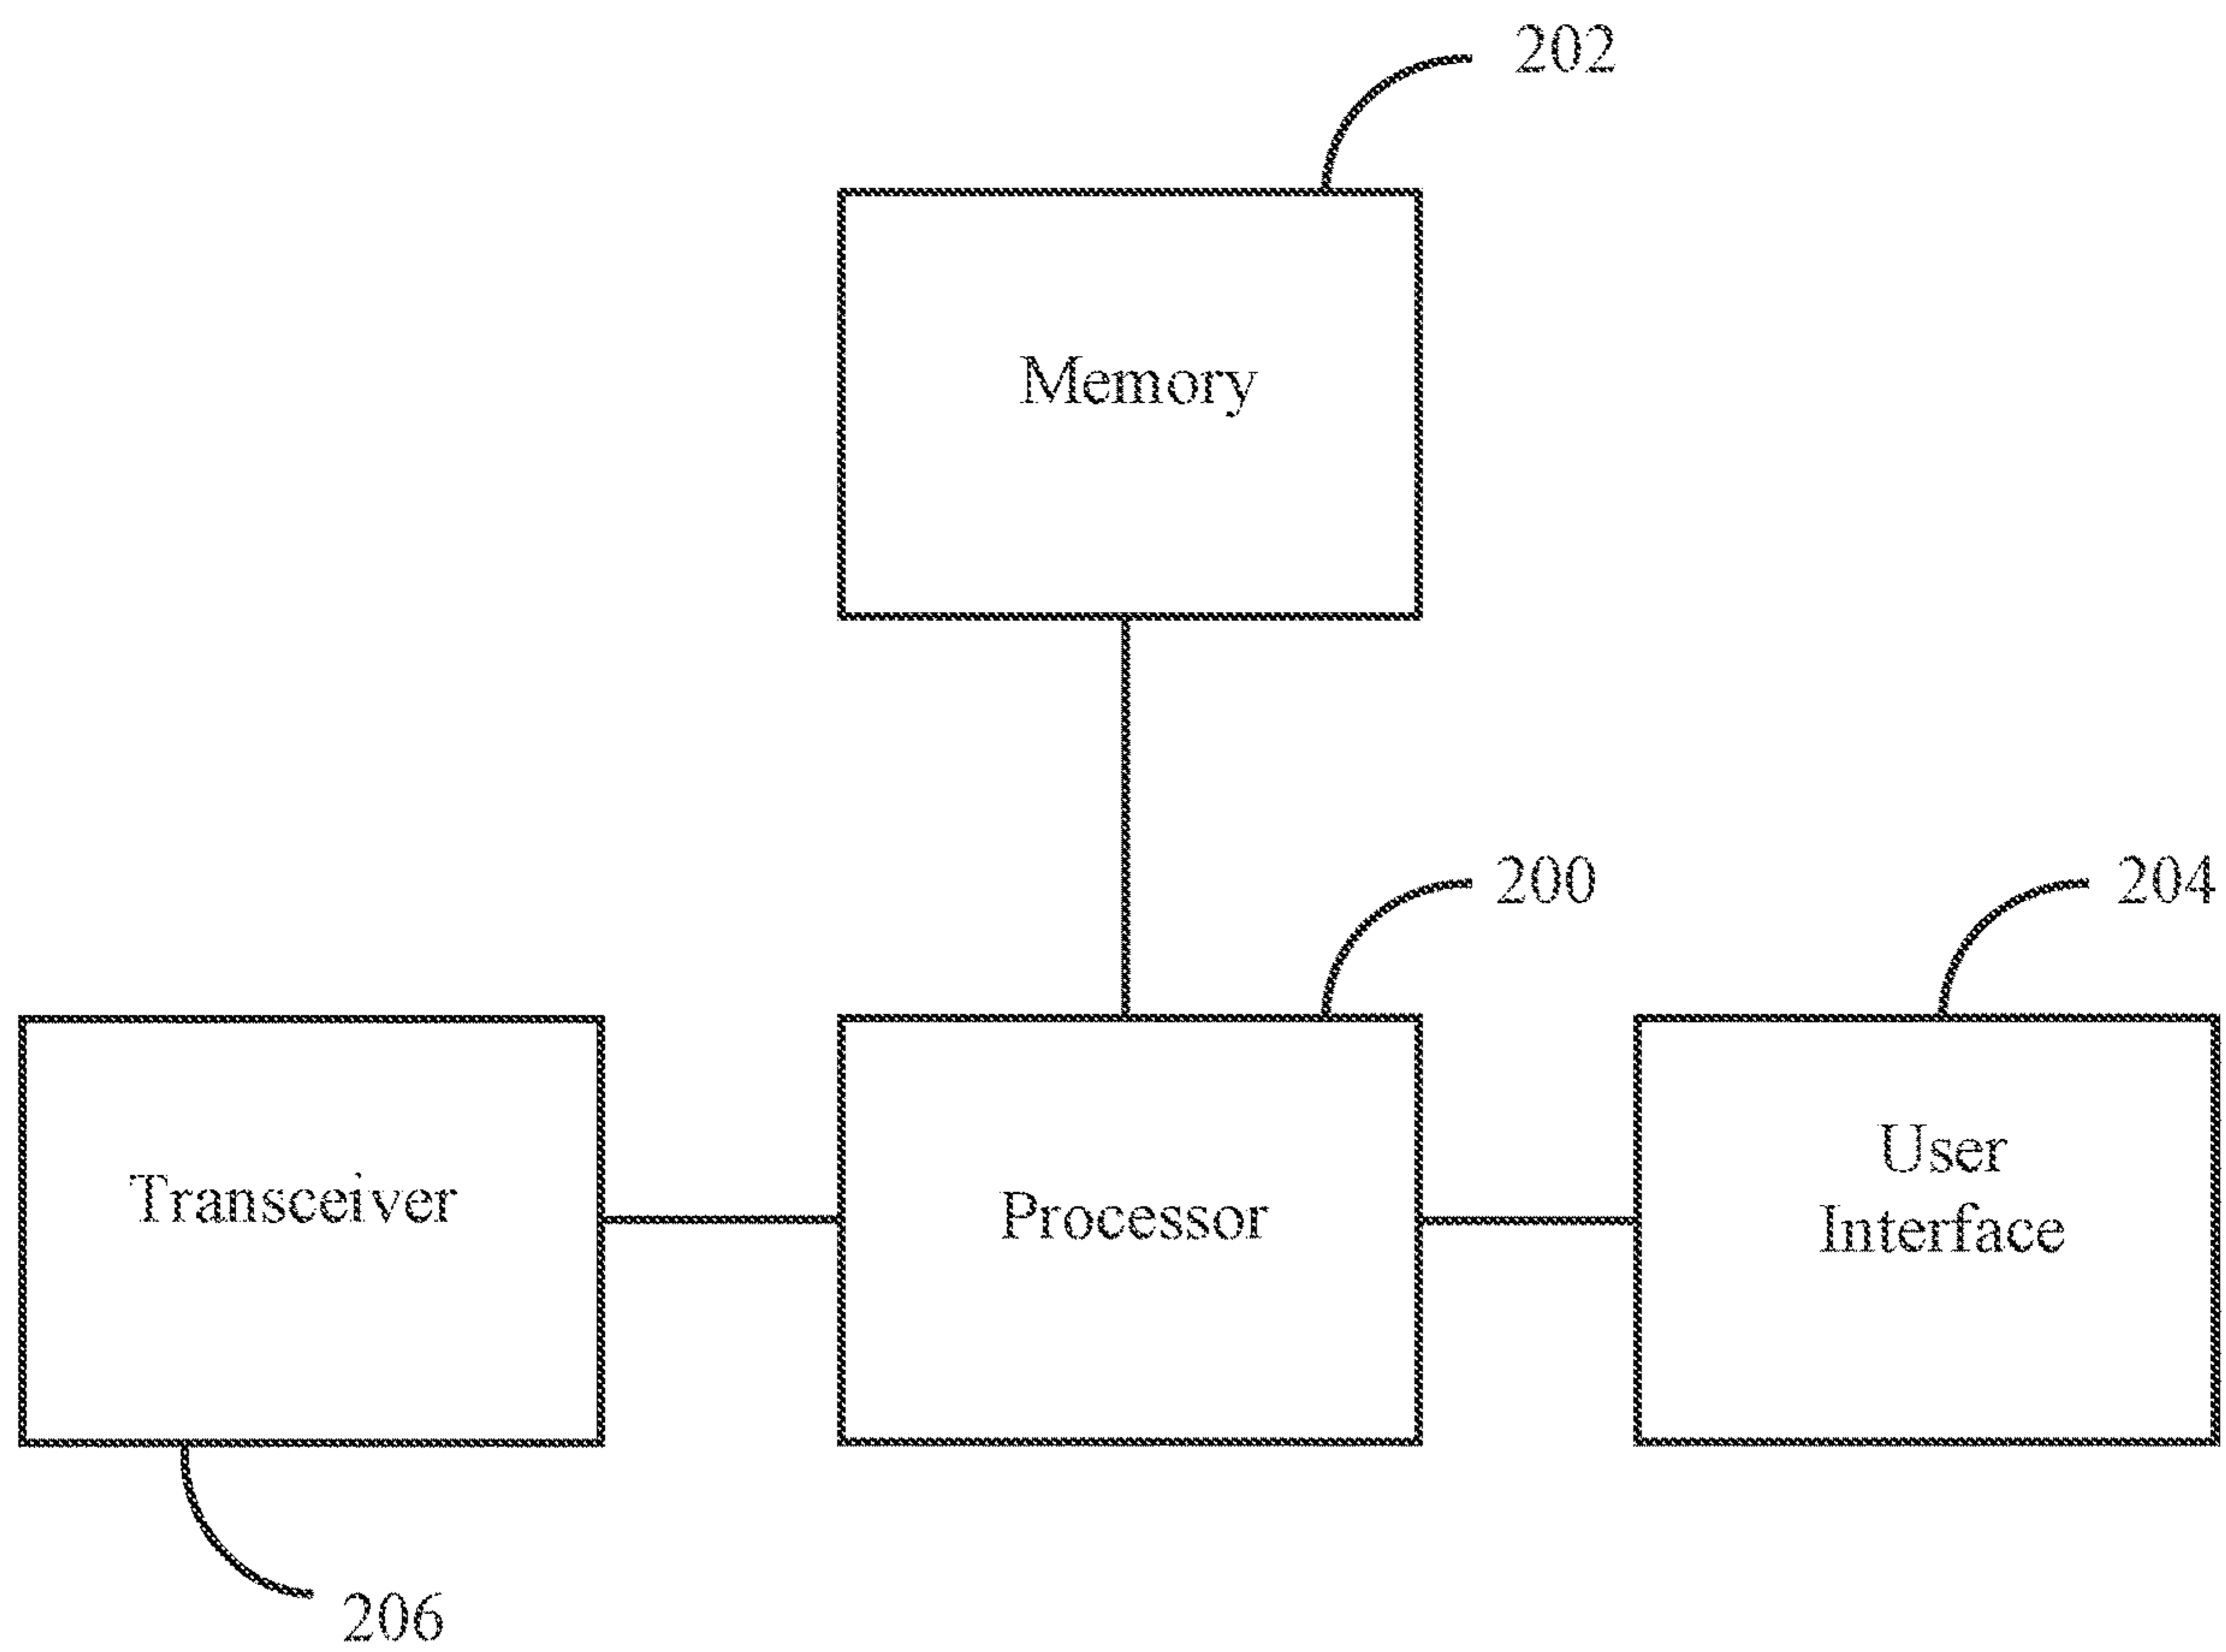 202
Memory
200
204
Transceiver
Processor
User
Interface
206